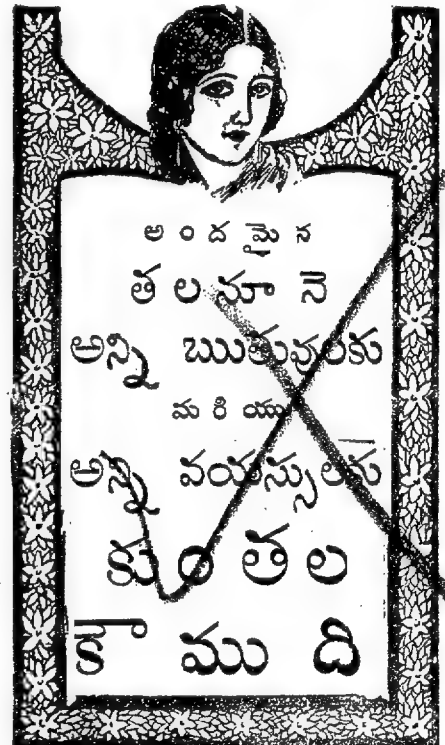 అందమైన
తలనూనె
అన్ని ఋతువులకు
మరియు
అన్ని వయస్సులకు
కుంతల
కౌముది